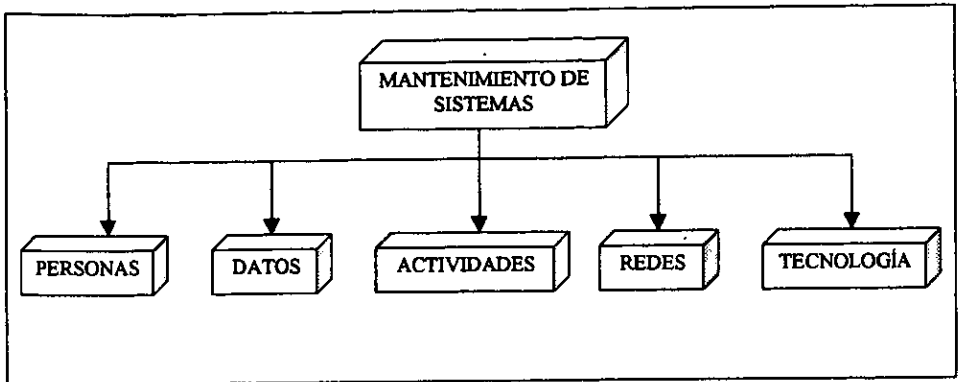 MANTENIMIENTO DE
SISTEMAS
PERSONAS
DATOS
ACTIVIDADES
REDES
TECNOLOGÍA